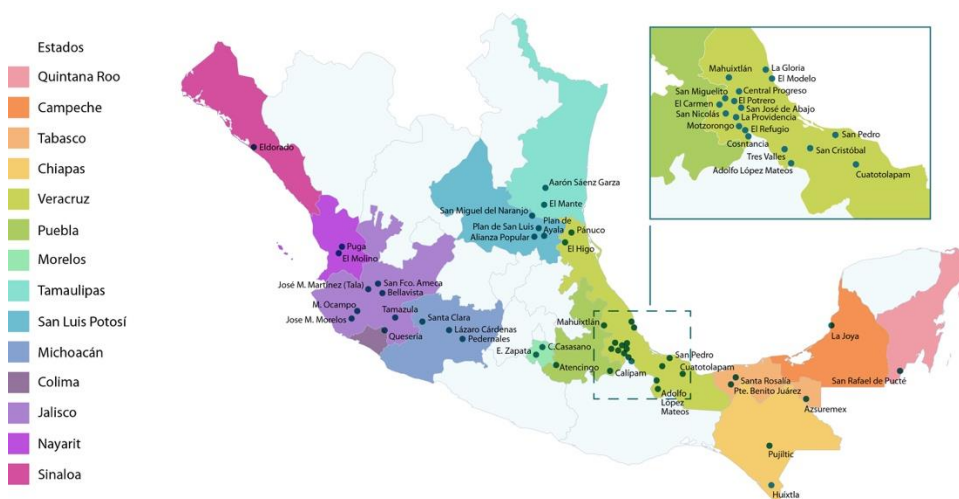 Estados
Quintana Roo
Campeche
Tabasco
Chiapas
Veracruz
Puebla
Morelos
Tamaulipas
San Luis Potosí
Michoacán
Colima
Jalisco
Nayarit
Sinaloa
Eldorado
Aarón Sáenz Garza
El Mante
San Miguel del Naranjo
Plan de San Luis
Plan de
Ayala
Alianza Popular
Pánuco
El Higo
Puga
El Molino
José M. Martínez (Tala)
San Fco. Ameca
Bellavista
M. Ocampo
Jose M. Morelos
Tamazula
Quesería
Santa Clara
Lázaro Cárdenas
Pedernales
E. Zapata
C.Casasano
Atencingo
Mahuixtlán
Calipam
San Pedro
Cuatotolapam
Adolfo
López
Mateos
Santa Rosalía
Pte. Benito Juárez
Azsuremex
Pujiltic
Huixtla
La Joya
San Rafael de Pucté
Mahuixtlán
La Gloria
El Modelo
San Miguelito
Central Progreso
El Carmen
El Potrero
San José de Abajo
San Nicolás
La Providencia
Motzorongo
El Refugio
Cosntancia
San Pedro
Tres Valles
San Cristóbal
Adolfo López Mateos
Cuatotolapam